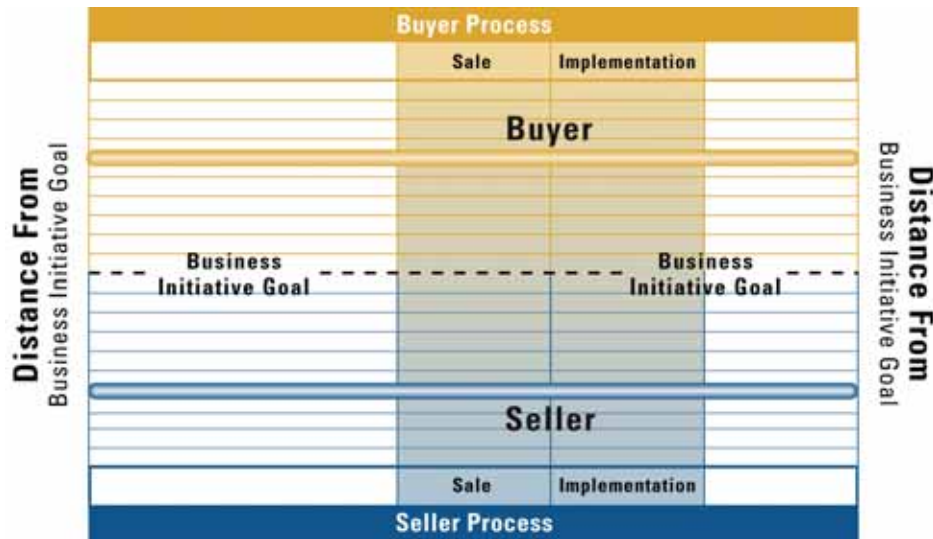 Buyer Process
Sale Implementation
Buyer
Distance From
Business Initiative Goal
Business
Initiative Goal
Business
Initiative Goal
Distance From
Business Initiative Goal
Seller
Sale Implementation
Seller Process